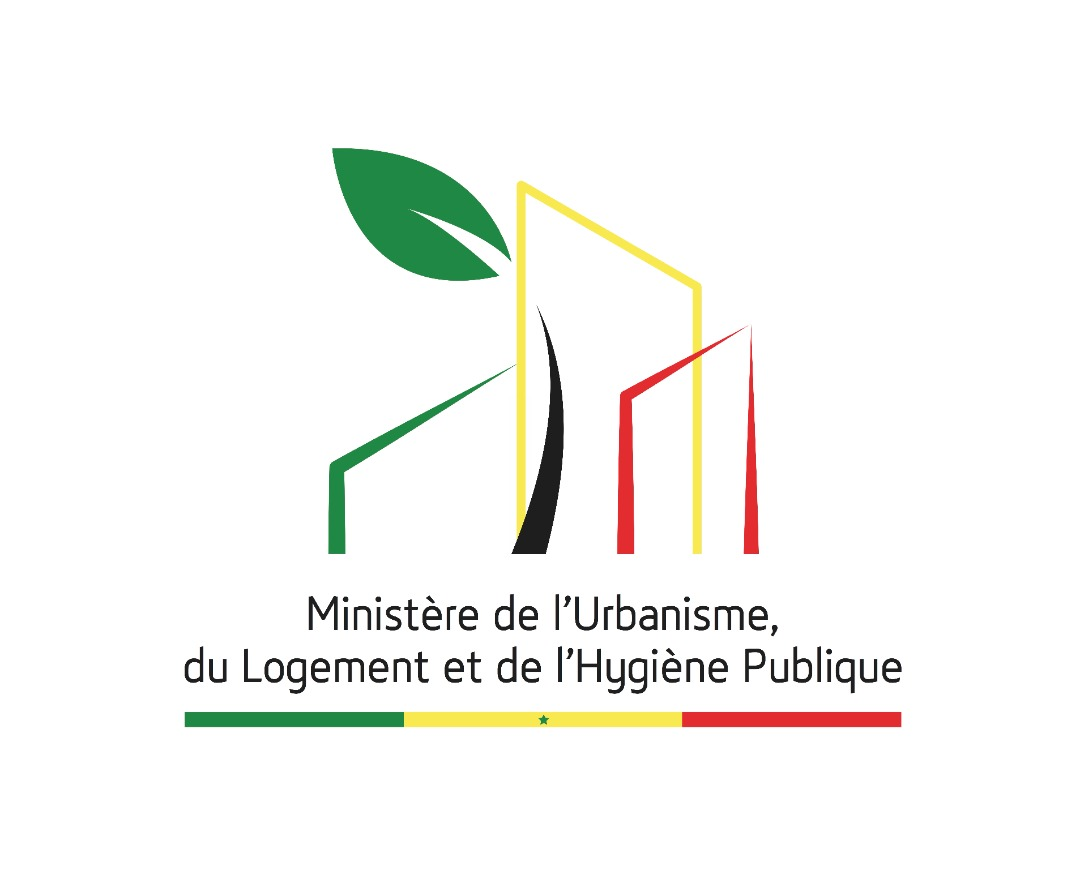 Ministère de l’Urbanisme,
du Logement et de l’Hygiène Publique